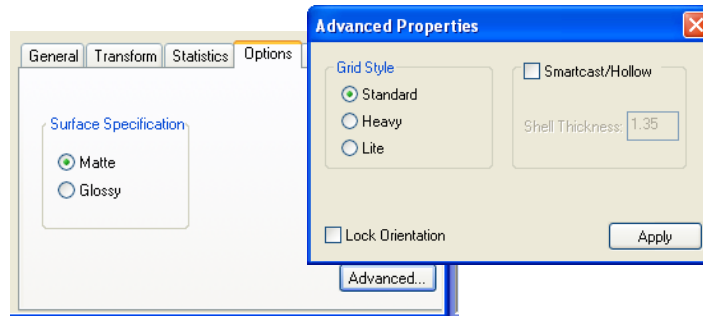 Advanced Properties
General Transform Statistics Options
Grid Style
Smartcast/Hollow
Standard
Heavy
Shell Thickness: 1.35
Lite
Surface Specification
Matte
Glossy
Lock Orientation
Apply
Advanced...